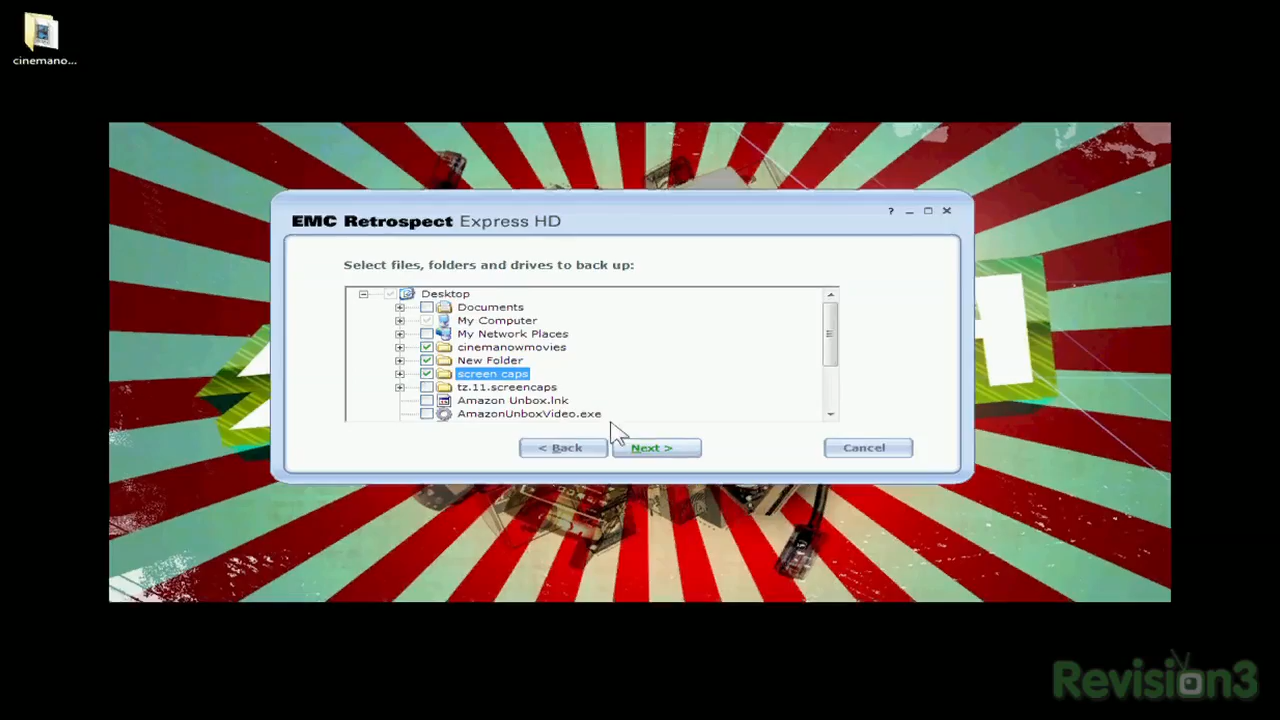 cinemano...
EMC Retrospect Express HD
?
Select files, folders and drives to back up:
Desktop
Documents
My Computer
My Network Places
cinemanowmovies
New Folder
screen caps
tz.11.screencaps
Amazon Unbox.lnk
AmazonUnboxVideo.exe
< Back
Next >
Cancel
Revision3